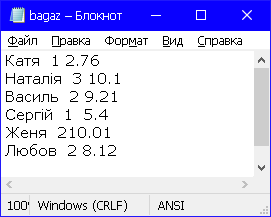 bagaz – Блокнот
Файл Правка Формат Вид Справка
Катя  1 2.76
Наталія  3 10.1
Василь  2 9.21
Сергій  1  5.4
Женя  210.01
Любов  2 8.12
100% Windows (CRLF) ANSI